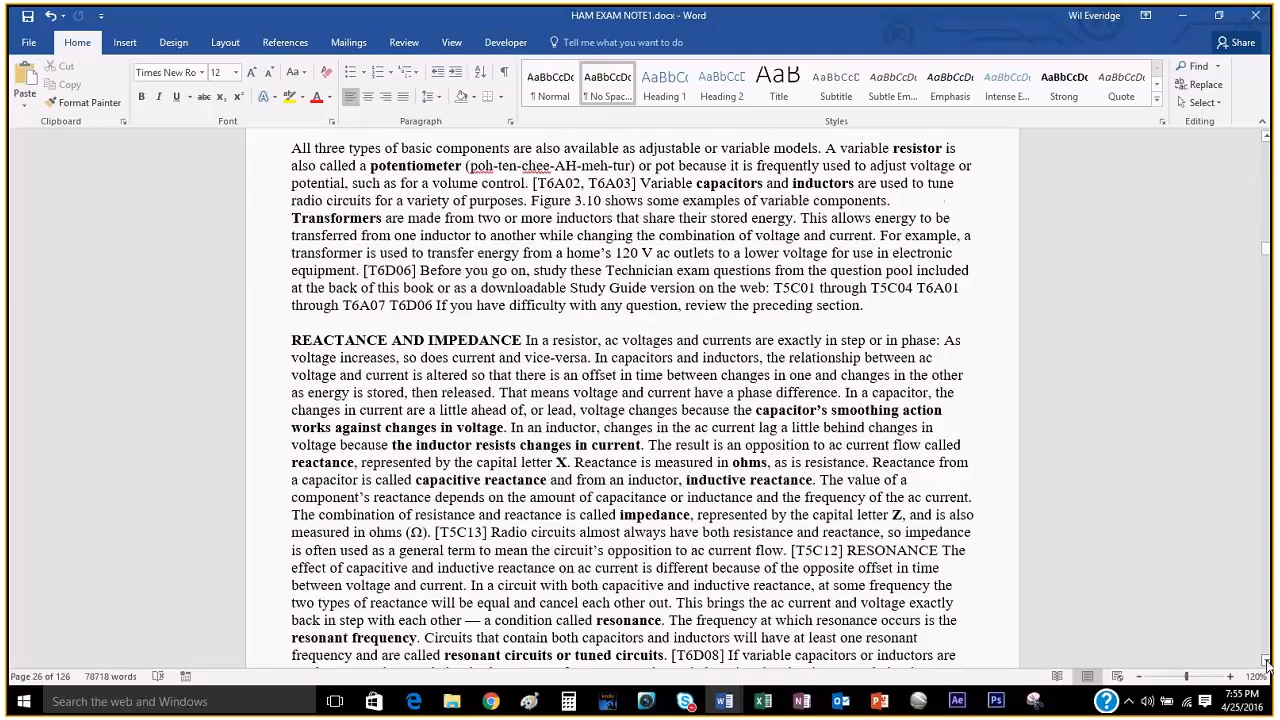 HAM EXAM NOTE1.docx - Word
Wil Everidge
File Home Insert Design Layout References Mailings Review View Developer Tell me what you want to do Share
Paste
Cut
Copy
Format Painter
Clipboard
Times New Ro 12
B I U abc x₂ x²
Font
Paragraph
AaBbCcDc AaBbCcDc AaBbCc AaBbCcD AaB AaBbCcD AaBbCcDc AaBbCcDc AaBbCcDc AaBbCcDc AaBbCcDc
¶ Normal ¶ No Spac... Heading 1 Heading 2 Title Subtitle Subtle Em... Emphasis Intense E... Strong Quote
Styles
Find
Replace
Select
Editing
All three types of basic components are also available as adjustable or variable models. A variable resistor is
also called a potentiometer (poh-ten-chee-AH-meh-tur) or pot because it is frequently used to adjust voltage or
potential, such as for a volume control. [T6A02, T6A03] Variable capacitors and inductors are used to tune
radio circuits for a variety of purposes. Figure 3.10 shows some examples of variable components.
Transformers are made from two or more inductors that share their stored energy. This allows energy to be
transferred from one inductor to another while changing the combination of voltage and current. For example, a
transformer is used to transfer energy from a home’s 120 V ac outlets to a lower voltage for use in electronic
equipment. [T6D06] Before you go on, study these Technician exam questions from the question pool included
at the back of this book or as a downloadable Study Guide version on the web: T5C01 through T5C04 T6A01
through T6A07 T6D06 If you have difficulty with any question, review the preceding section.
REACTANCE AND IMPEDANCE In a resistor, ac voltages and currents are exactly in step or in phase: As
voltage increases, so does current and vice-versa. In capacitors and inductors, the relationship between ac
voltage and current is altered so that there is an offset in time between changes in one and changes in the other
as energy is stored, then released. That means voltage and current have a phase difference. In a capacitor, the
changes in current are a little ahead of, or lead, voltage changes because the capacitor’s smoothing action
works against changes in voltage. In an inductor, changes in the ac current lag a little behind changes in
voltage because the inductor resists changes in current. The result is an opposition to ac current flow called
reactance, represented by the capital letter X. Reactance is measured in ohms, as is resistance. Reactance from
a capacitor is called capacitive reactance and from an inductor, inductive reactance. The value of a
component’s reactance depends on the amount of capacitance or inductance and the frequency of the ac current.
The combination of resistance and reactance is called impedance, represented by the capital letter Z, and is also
measured in ohms (Ω). [T5C13] Radio circuits almost always have both resistance and reactance, so impedance
is often used as a general term to mean the circuit’s opposition to ac current flow. [T5C12] RESONANCE The
effect of capacitive and inductive reactance on ac current is different because of the opposite offset in time
between voltage and current. In a circuit with both capacitive and inductive reactance, at some frequency the
two types of reactance will be equal and cancel each other out. This brings the ac current and voltage exactly
back in step with each other — a condition called resonance. The frequency at which resonance occurs is the
resonant frequency. Circuits that contain both capacitors and inductors will have at least one resonant
frequency and are called resonant circuits or tuned circuits. [T6D08] If variable capacitors or inductors are
Page 26 of 126 78718 words 120%
Search the web and Windows
7:55 PM
4/25/2016